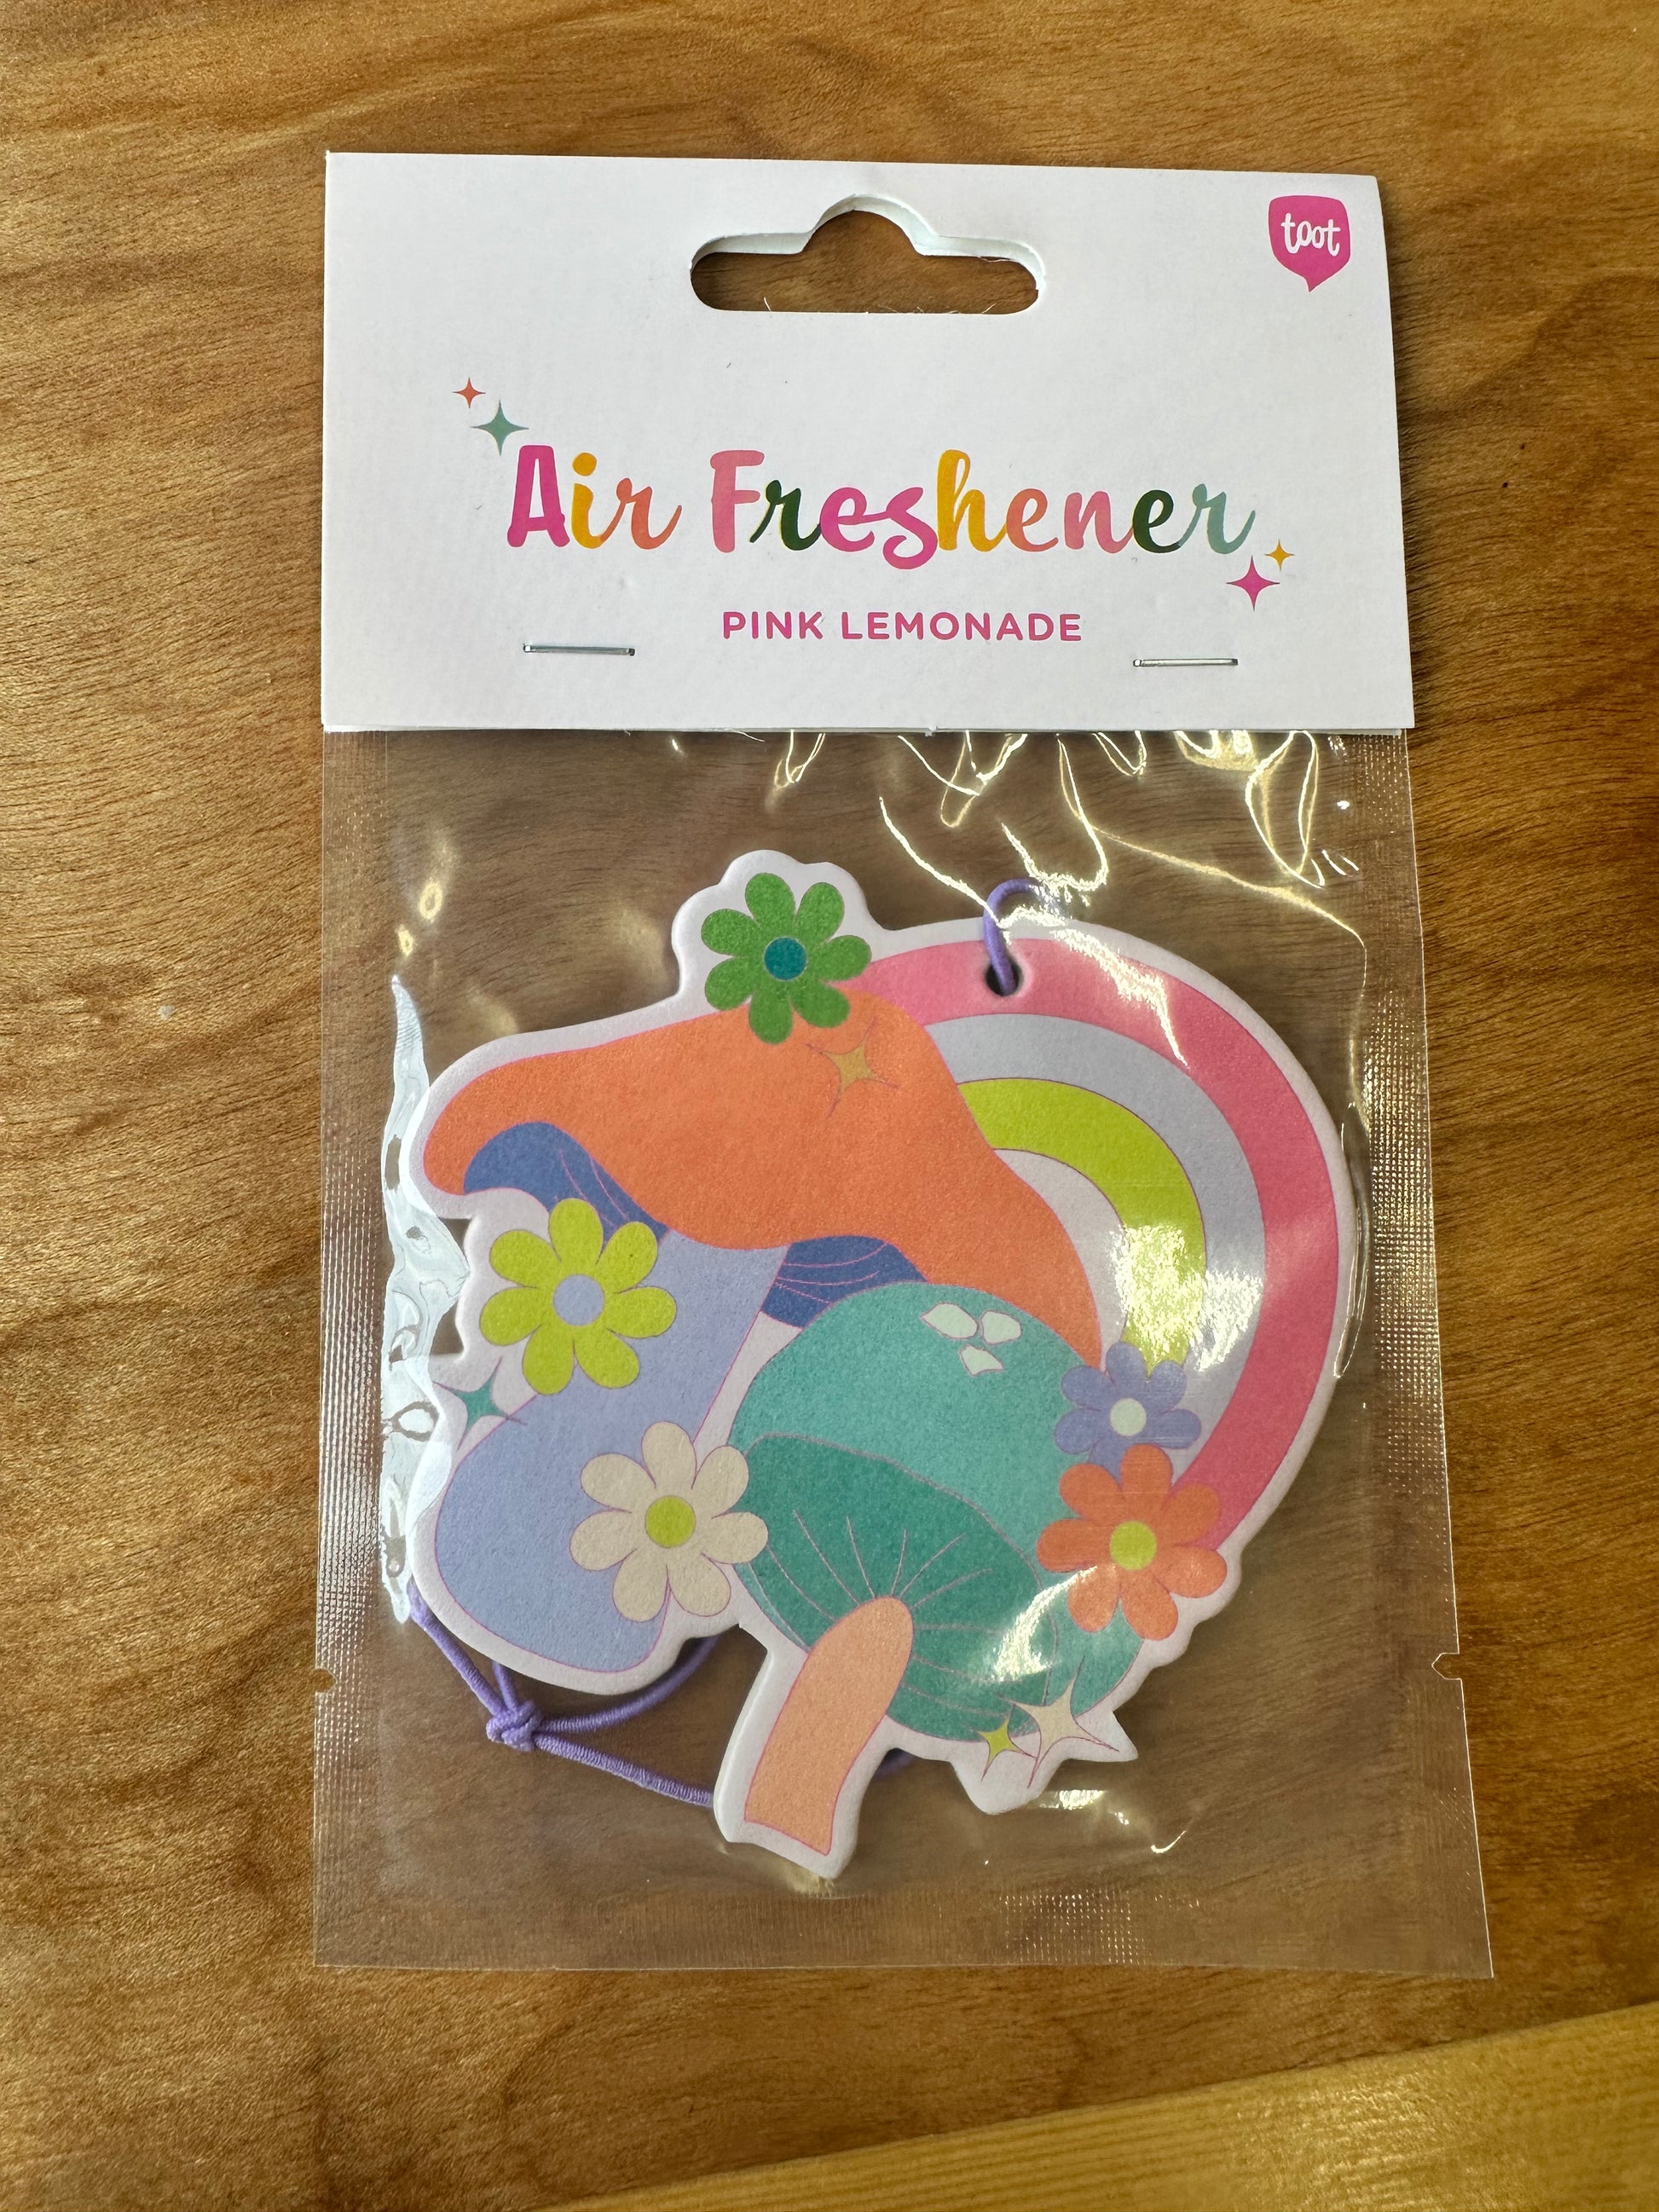 toot
Air Freshener
PINK LEMONADE